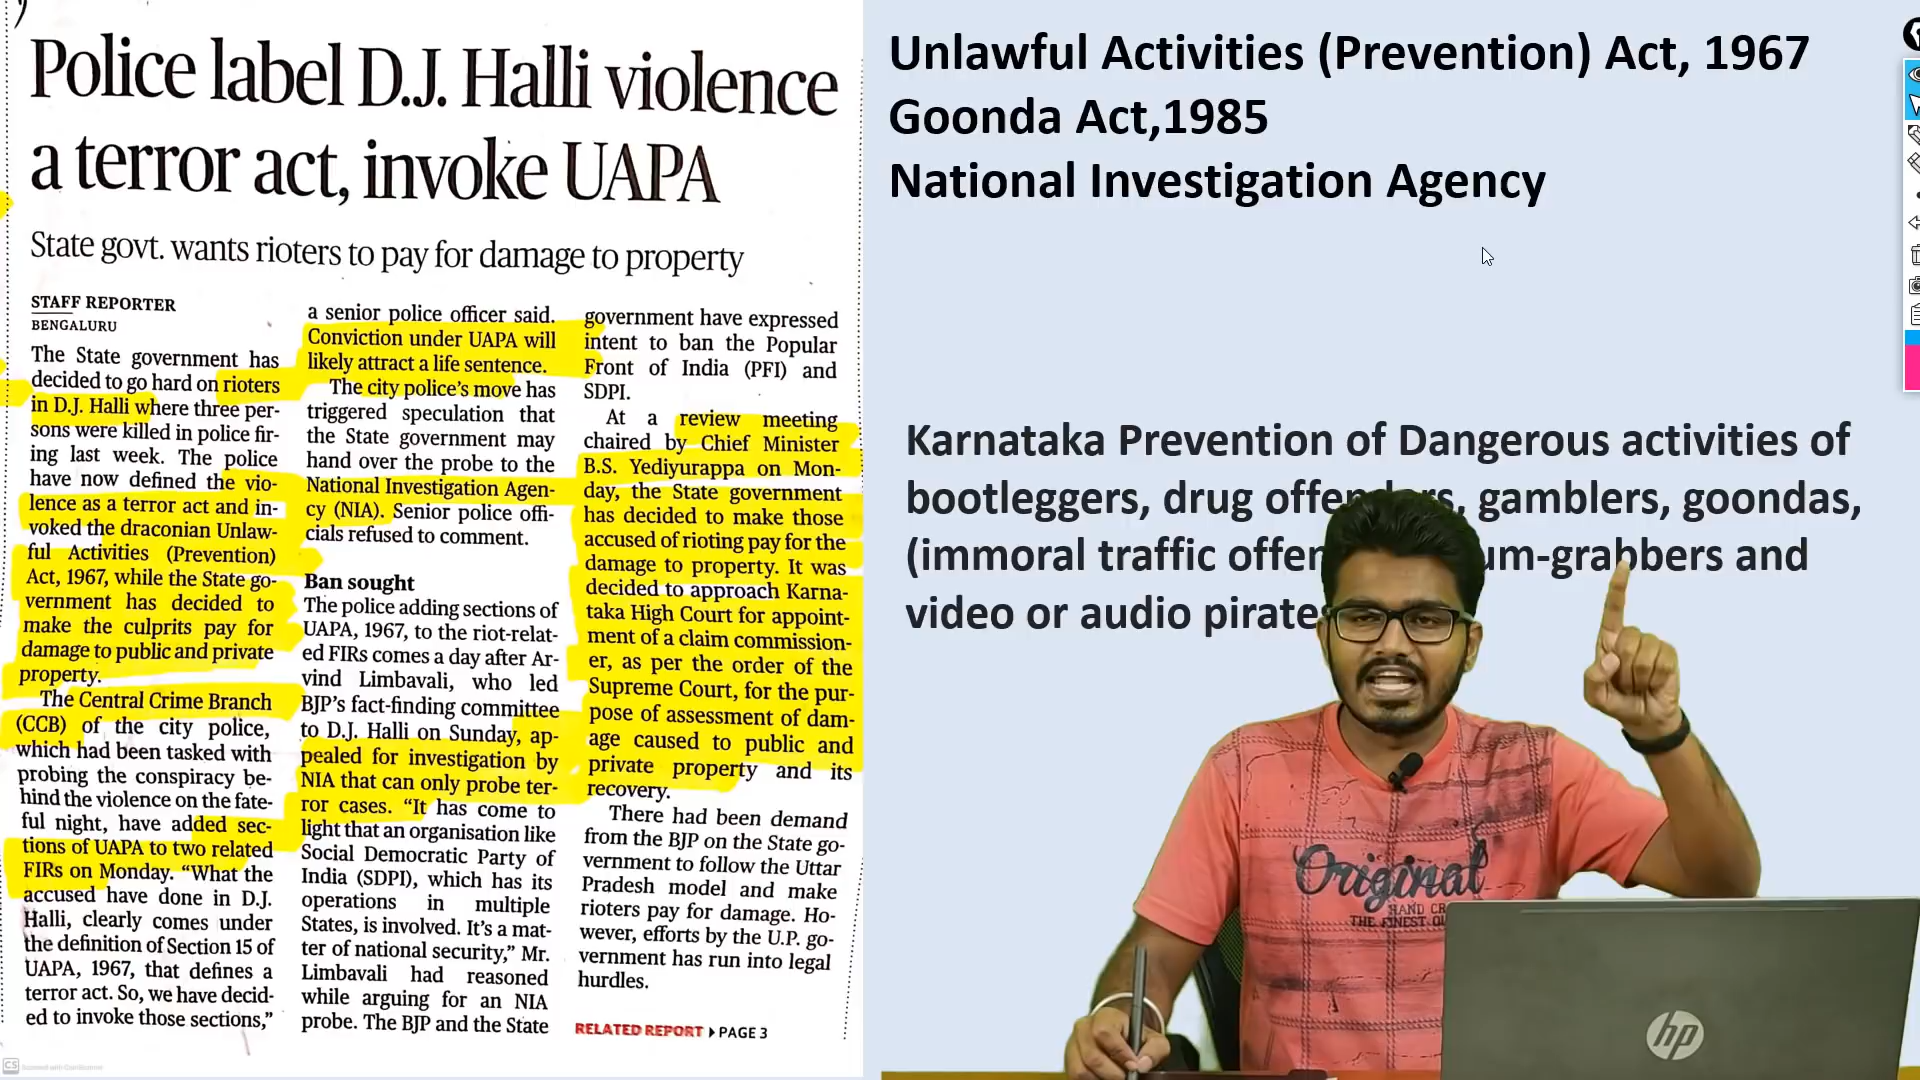 Police label D.J. Halli violence
a terror act, invoke UAPA
State govt. wants rioters to pay for damage to property
STAFF REPORTER
BENGALURU
The State government has
decided to go hard on rioters
in D.J. Halli where three per-
sons were killed in police fir-
ing last week. The police
have now defined the vio-
lence as a terror act and in-
voked the draconian Unlaw-
ful Activities (Prevention)
Act, 1967, while the State go-
vernment has decided to
make the culprits pay for
damage to public and private
property.
The Central Crime Branch
(CCB) of the city police,
which had been tasked with
probing the conspiracy be-
hind the violence on the fate-
ful night, have added sec-
tions of UAPA to two related
FIRs on Monday. “What the
accused have done in D.J.
Halli, clearly comes under
the definition of Section 15 of
UAPA, 1967, that defines a
terror act. So, we have decid-
ed to invoke those sections,”
a senior police officer said.
Conviction under UAPA will
likely attract a life sentence.
The city police’s move has
triggered speculation that
the State government may
hand over the probe to the
National Investigation Agen-
cy (NIA). Senior police offi-
cials refused to comment.
Ban sought
The police adding sections of
UAPA, 1967, to the riot-relat-
ed FIRs comes a day after Ar-
vind Limbavali, who led
BJP’s fact-finding committee
to D.J. Halli on Sunday, ap-
pealed for investigation by
NIA that can only probe ter-
ror cases. “It has come to
light that an organisation like
Social Democratic Party of
India (SDPI), which has its
operations in multiple
States, is involved. It’s a mat-
ter of national security,” Mr.
Limbavali had reasoned
while arguing for an NIA
probe. The BJP and the State
government have expressed
intent to ban the Popular
Front of India (PFI) and
SDPI.
At a review meeting
chaired by Chief Minister
B.S. Yediyurappa on Mon-
day, the State government
has decided to make those
accused of rioting pay for the
damage to property. It was
decided to approach Karna-
taka High Court for appoint-
ment of a claim commission-
er, as per the order of the
Supreme Court, for the pur-
pose of assessment of dam-
age caused to public and
private property and its
recovery.
There had been demand
from the BJP on the State go-
vernment to follow the Uttar
Pradesh model and make
rioters pay for damage. Ho-
wever, efforts by the U.P. go-
vernment has run into legal
hurdles.
RELATED REPORT PAGE 3
CS Scanned with CamScanner
Unlawful Activities (Prevention) Act, 1967
Goonda Act,1985
National Investigation Agency
Karnataka Prevention of Dangerous activities of
bootleggers, drug offenders, gamblers, goondas,
(immoral traffic um-grabbers and
video or audio pirate
Original
HAND CR
THE FINEST
hp